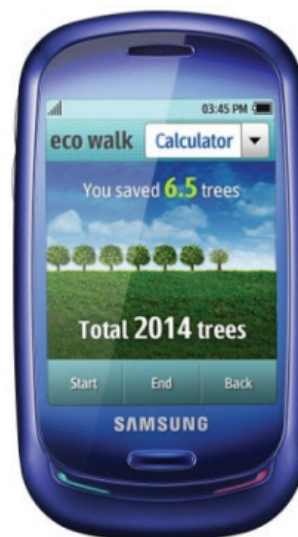 03:45 PM
eco walk Calculator
You saved 6.5 trees
Total 2014 trees
Start End Back
SAMSUNG